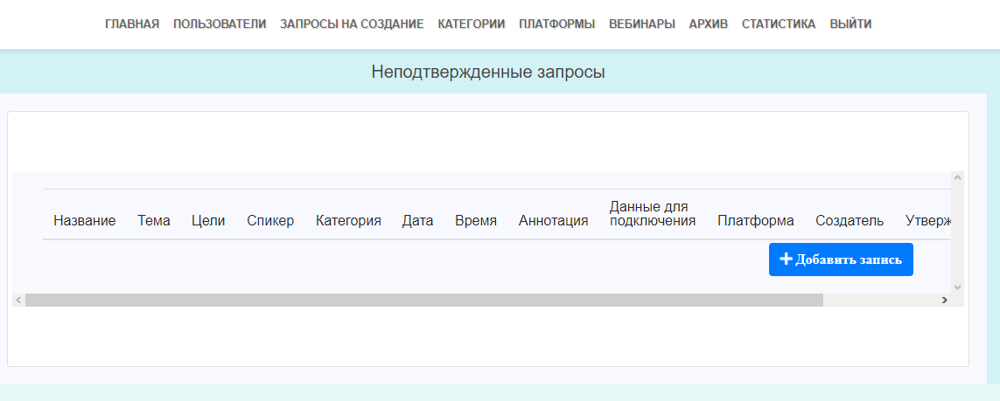 ГЛАВНАЯ ПОЛЬЗОВАТЕЛИ ЗАПРОСЫ НА СОЗДАНИЕ КАТЕГОРИИ ПЛАТФОРМЫ ВЕБИНАРЫ АРХИВ СТАТИСТИКА ВЫЙТИ
Неподтвержденные запросы
Название Тема Цели Спикер Категория Дата Время Аннотация Данные для подключения Платформа Создатель Утверж
Добавить запись